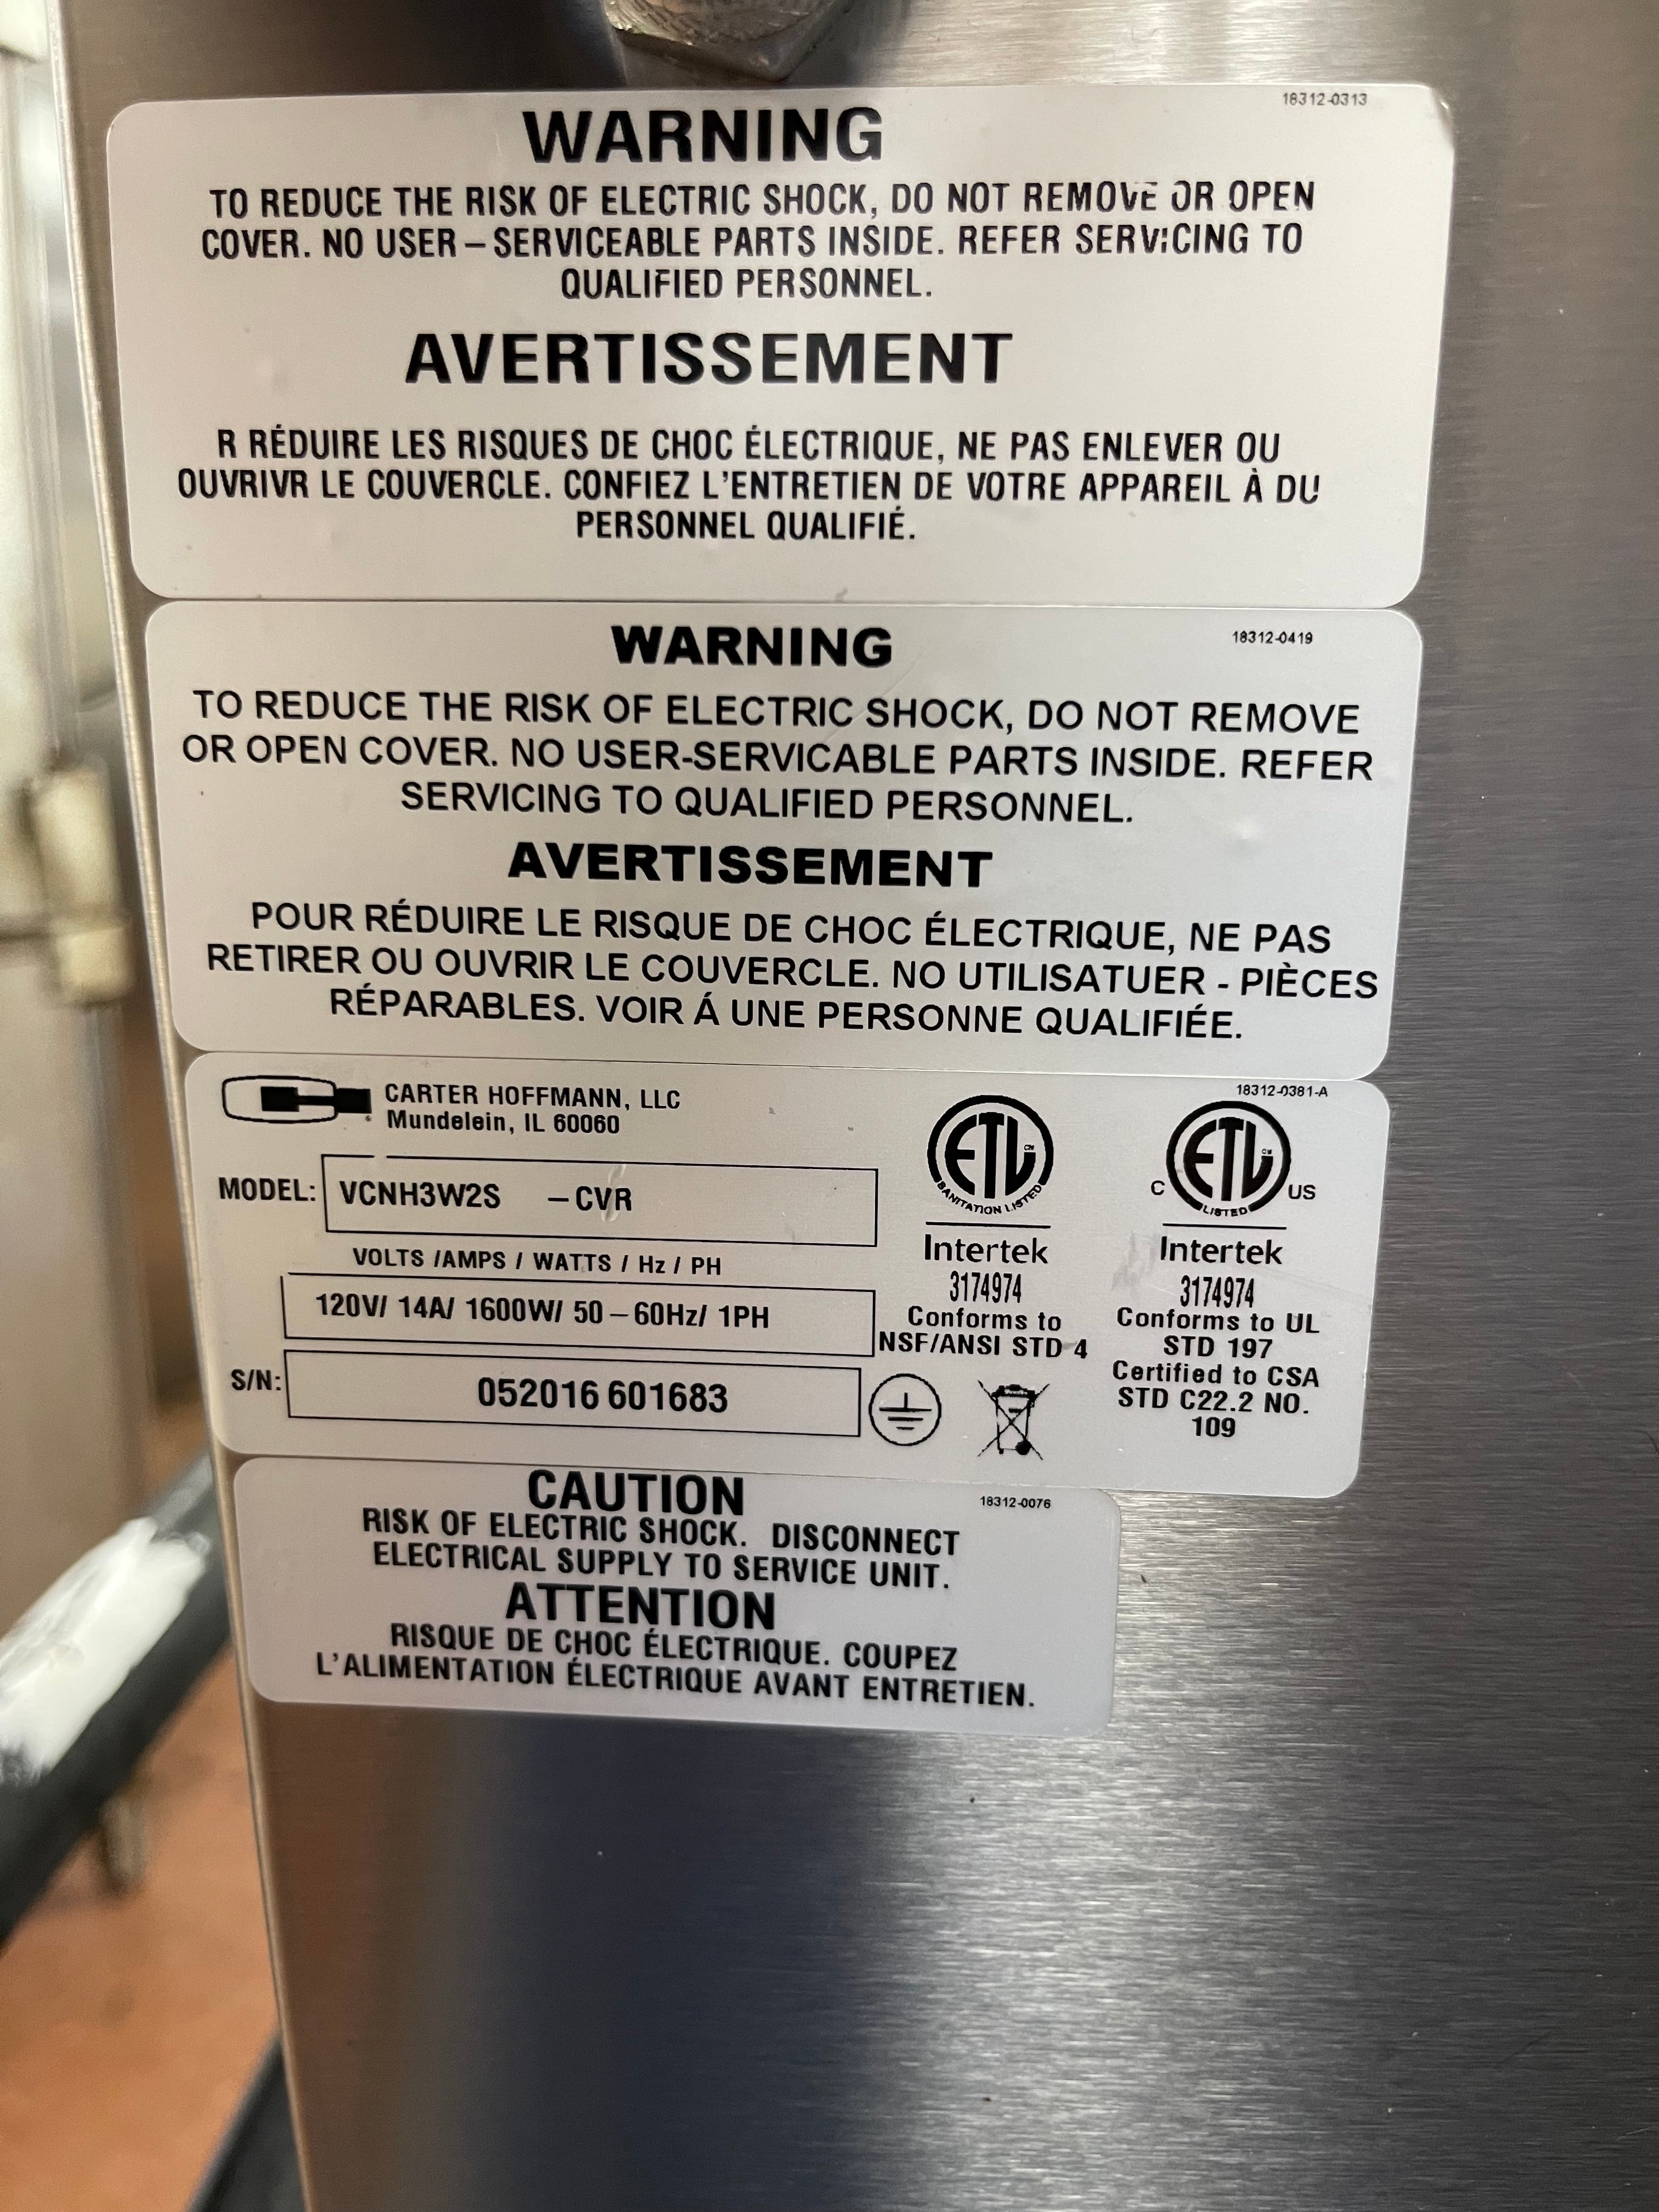 18312-0313
WARNING
TO REDUCE THE RISK OF ELECTRIC SHOCK, DO NOT REMOVE OR OPEN
COVER. NO USER – SERVICEABLE PARTS INSIDE. REFER SERVICING TO
QUALIFIED PERSONNEL.
AVERTISSEMENT
R RÉDUIRE LES RISQUES DE CHOC ÉLECTRIQUE, NE PAS ENLEVER OU
OUVRIVR LE COUVERCLE. CONFIEZ L'ENTRETIEN DE VOTRE APPAREIL À DU
PERSONNEL QUALIFIÉ.
WARNING
18312-0419
TO REDUCE THE RISK OF ELECTRIC SHOCK, DO NOT REMOVE
OR OPEN COVER. NO USER-SERVICABLE PARTS INSIDE. REFER
SERVICING TO QUALIFIED PERSONNEL.
AVERTISSEMENT
POUR RÉDUIRE LE RISQUE DE CHOC ÉLECTRIQUE, NE PAS
RETIRER OU OUVRIR LE COUVERCLE. NO UTILISATUER - PIÈCES
RÉPARABLES. VOIR Á UNE PERSONNE QUALIFIÉE.
18312-0381-A
CARTER HOFFMANN, LLC
Mundelein, IL 60060
MODEL: VCNH3W2S – CVR
VOLTS /AMPS / WATTS / Hz / PH
120V/ 14A/ 1600W/ 50 – 60Hz/ 1PH
S/N: 052016 601683
ETL CM
SANITATION LISTED
Intertek
3174974
Conforms to
NSF/ANSI STD 4
C ETL CM US
LISTED
Intertek
3174974
Conforms to UL
STD 197
Certified to CSA
STD C22.2 NO.
109
CAUTION
18312-0076
RISK OF ELECTRIC SHOCK. DISCONNECT
ELECTRICAL SUPPLY TO SERVICE UNIT.
ATTENTION
RISQUE DE CHOC ÉLECTRIQUE. COUPEZ
L'ALIMENTATION ÉLECTRIQUE AVANT ENTRETIEN.